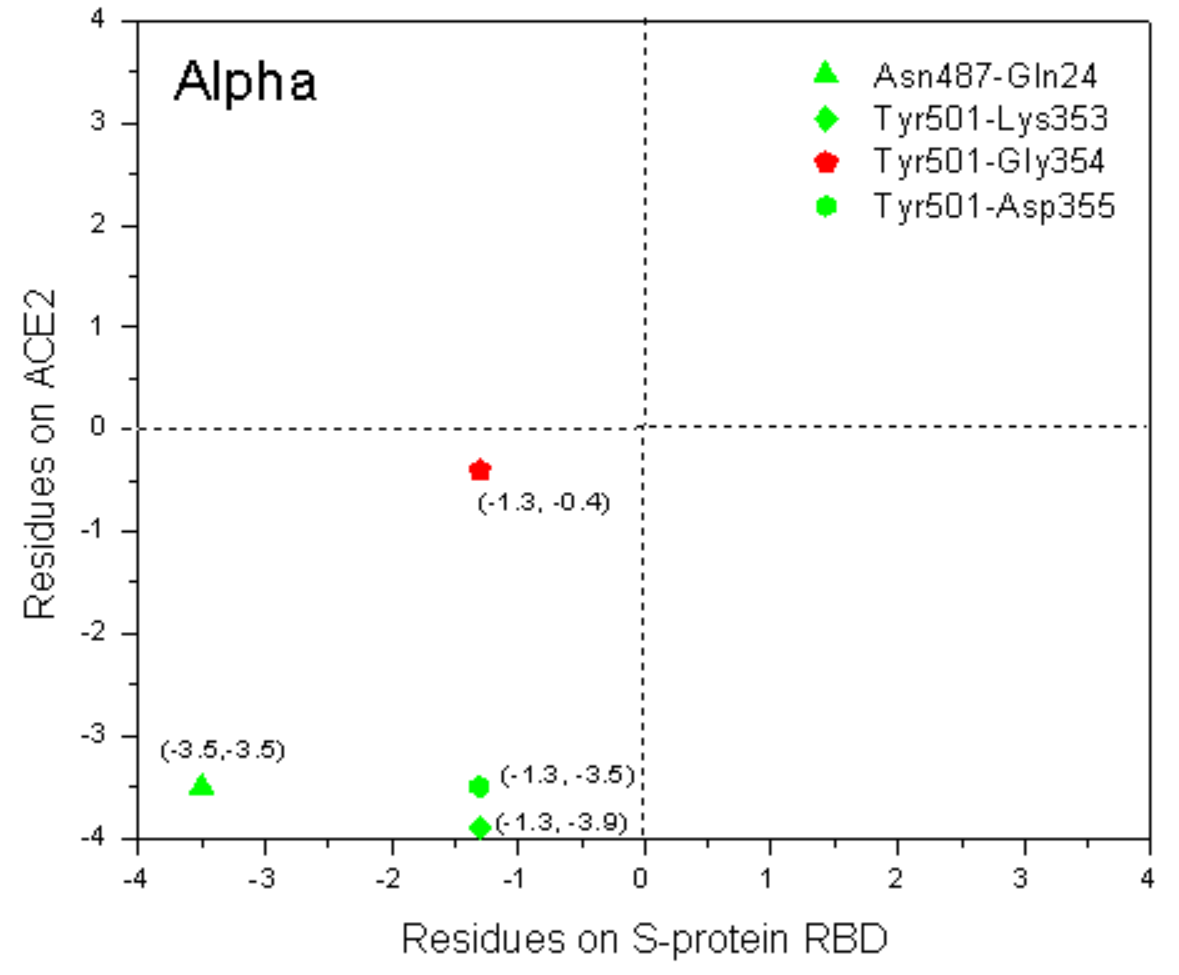 Alpha
Asn487-Gln24
Tyr501-Lys353
Tyr501-Gly354
Tyr501-Asp355
4
3
2
1
0
-1
-2
-3
-4
Residues on ACE2
(-1.3, -0.4)
(-3.5,-3.5)
(-1.3, -3.5)
(-1.3, -3.9)
-4 -3 -2 -1 0 1 2 3 4
Residues on S-protein RBD